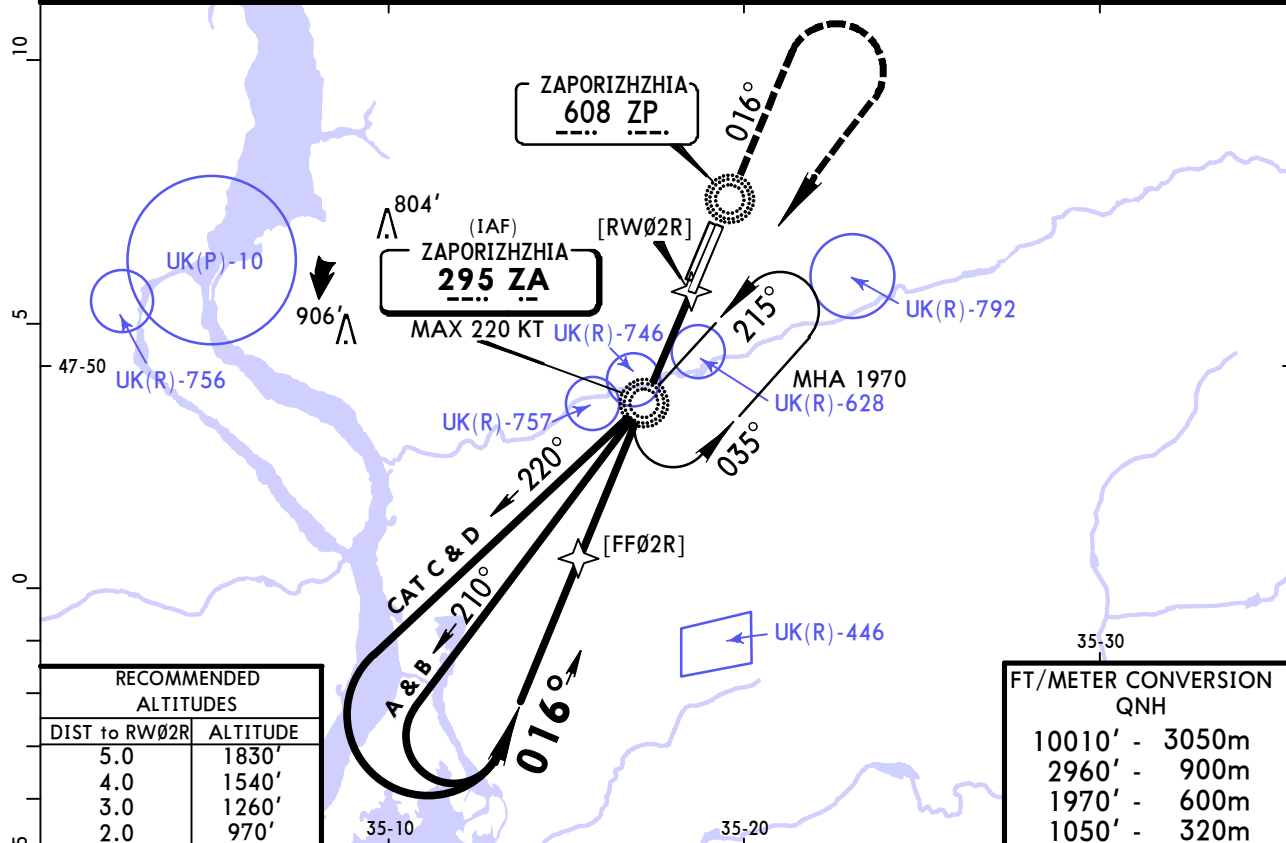 10
ZAPORIZHZHIA
608 ZP
016°
804'
(IAF)
ZAPORIZHZHIA
295 ZA
[RWØ2R]
UK(P)-10
906'
MAX 220 KT
UK(R)-746
215°
UK(R)-792
5
47-50
UK(R)-756
MHA 1970
UK(R)-628
UK(R)-757
035°
220°
CAT C & D
[FFØ2R]
0
210°
A & B
UK(R)-446
35-30
016°
RECOMMENDED
ALTITUDES
DIST to RWØ2R ALTITUDE
5.0 1830'
4.0 1540'
3.0 1260'
2.0 970'
FT/METER CONVERSION
QNH
10010' - 3050m
2960' - 900m
1970' - 600m
1050' - 320m
35-10
35-20
5